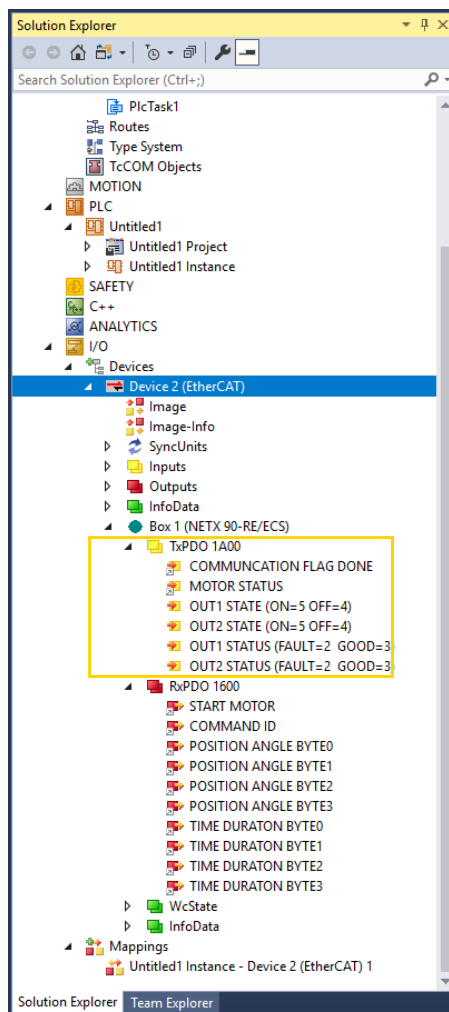 Solution Explorer
Search Solution Explorer (Ctrl+;)
PlcTask1
Routes
Type System
TcCOM Objects
MOTION
PLC
Untitled1
Untitled1 Project
Untitled1 Instance
SAFETY
C++
ANALYTICS
I/O
Devices
Device 2 (EtherCAT)
Image
Image-Info
SyncUnits
Inputs
Outputs
InfoData
Box 1 (NETX 90-RE/ECS)
TxPDO 1A00
COMMUNCATION FLAG DONE
MOTOR STATUS
OUT1 STATE (ON=5 OFF=4)
OUT2 STATE (ON=5 OFF=4)
OUT1 STATUS (FAULT=2 GOOD=3)
OUT2 STATUS (FAULT=2 GOOD=3)
RxPDO 1600
START MOTOR
COMMAND ID
POSITION ANGLE BYTE0
POSITION ANGLE BYTE1
POSITION ANGLE BYTE2
POSITION ANGLE BYTE3
TIME DURATON BYTE0
TIME DURATON BYTE1
TIME DURATON BYTE2
TIME DURATON BYTE3
WcState
InfoData
Mappings
Untitled1 Instance - Device 2 (EtherCAT) 1
Solution Explorer Team Explorer